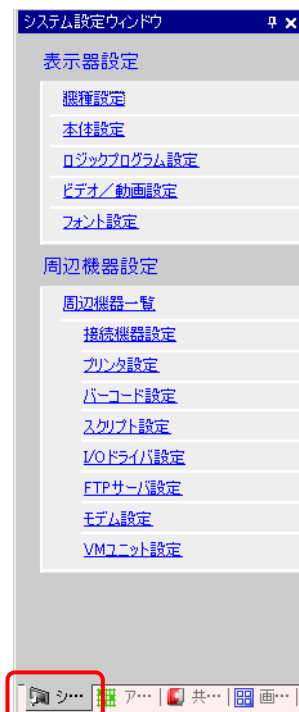 システム設定ウィンドウ
表示器設定
機種設定
本体設定
ロジックプログラム設定
ビデオ／動画設定
フォント設定
周辺機器設定
周辺機器一覧
接続機器設定
プリンタ設定
バーコード設定
スクリプト設定
I/Oドライバ設定
FTPサーバ設定
モデム設定
VMユニット設定
シ… ア… 共… 画…